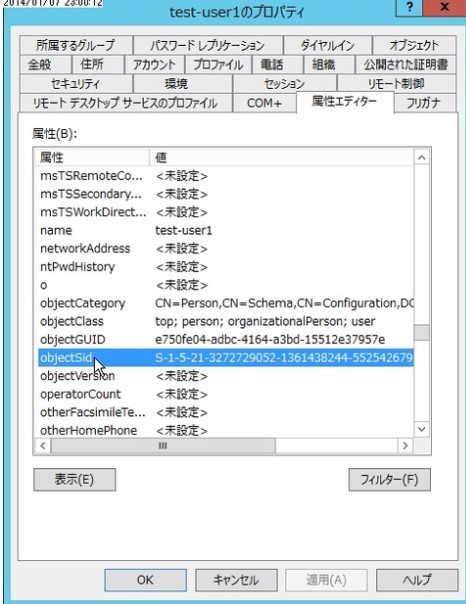 2014/01/07 23:00:12
test-user1のプロパティ
? x
所属するグループ パスワード レプリケーション ダイヤルイン オブジェクト
全般 住所 アカウント プロファイル 電話 組織 公開された証明書
セキュリティ 環境 セッション リモート制御
リモート デスクトップ サービスのプロファイル COM+ 属性エディター フリガナ
属性(B):
属性 値
msTSRemoteCo... <未設定>
msTSSecondary... <未設定>
msTSWorkDirect... <未設定>
name test-user1
networkAddress <未設定>
ntPwdHistory <未設定>
o <未設定>
objectCategory CN=Person,CN=Schema,CN=Configuration,DC
objectClass top; person; organizationalPerson; user
objectGUID e750fe04-adbc-4164-a3bd-15512e37957e
objectSid S-1-5-21-3272729052-1361438244-552542679
objectVersion <未設定>
operatorCount <未設定>
otherFacsimileTe... <未設定>
otherHomePhone <未設定>
表示(E) フィルター(F)
OK キャンセル 適用(A) ヘルプ